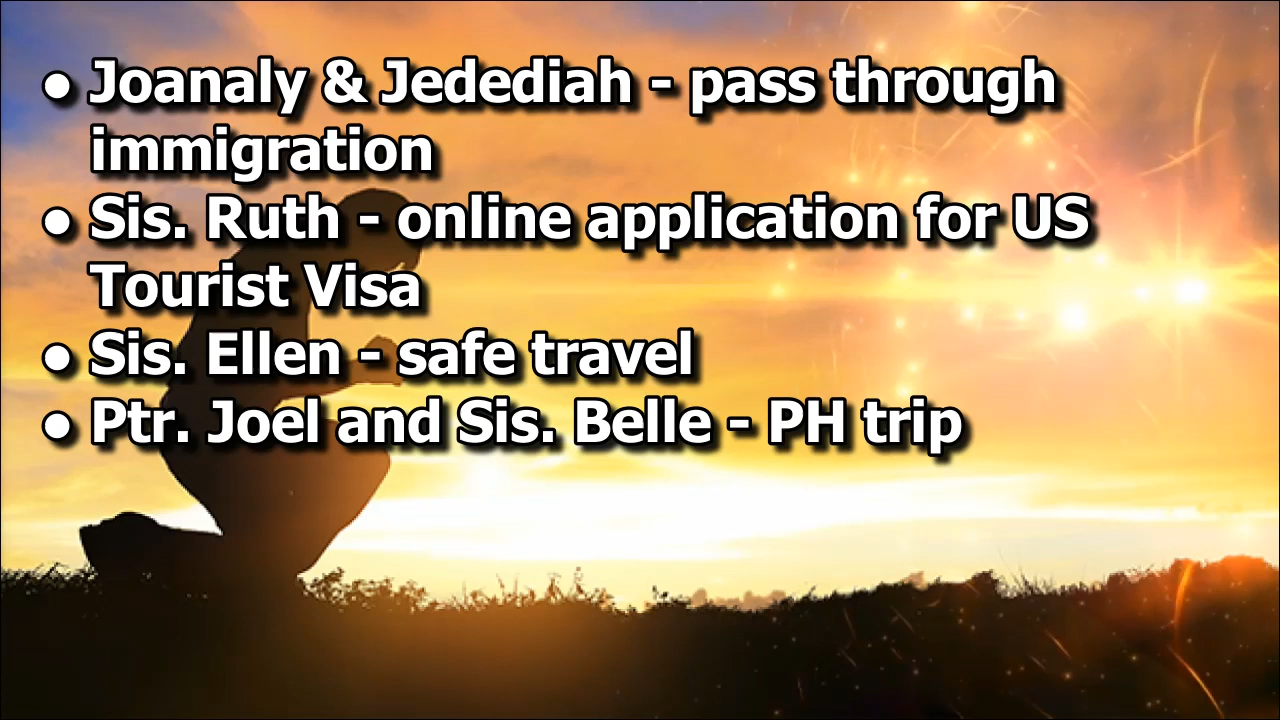 ● Joanaly & Jedediah - pass through
immigration
● Sis. Ruth - online application for US
Tourist Visa
● Sis. Ellen - safe travel
● Ptr. Joel and Sis. Belle - PH trip